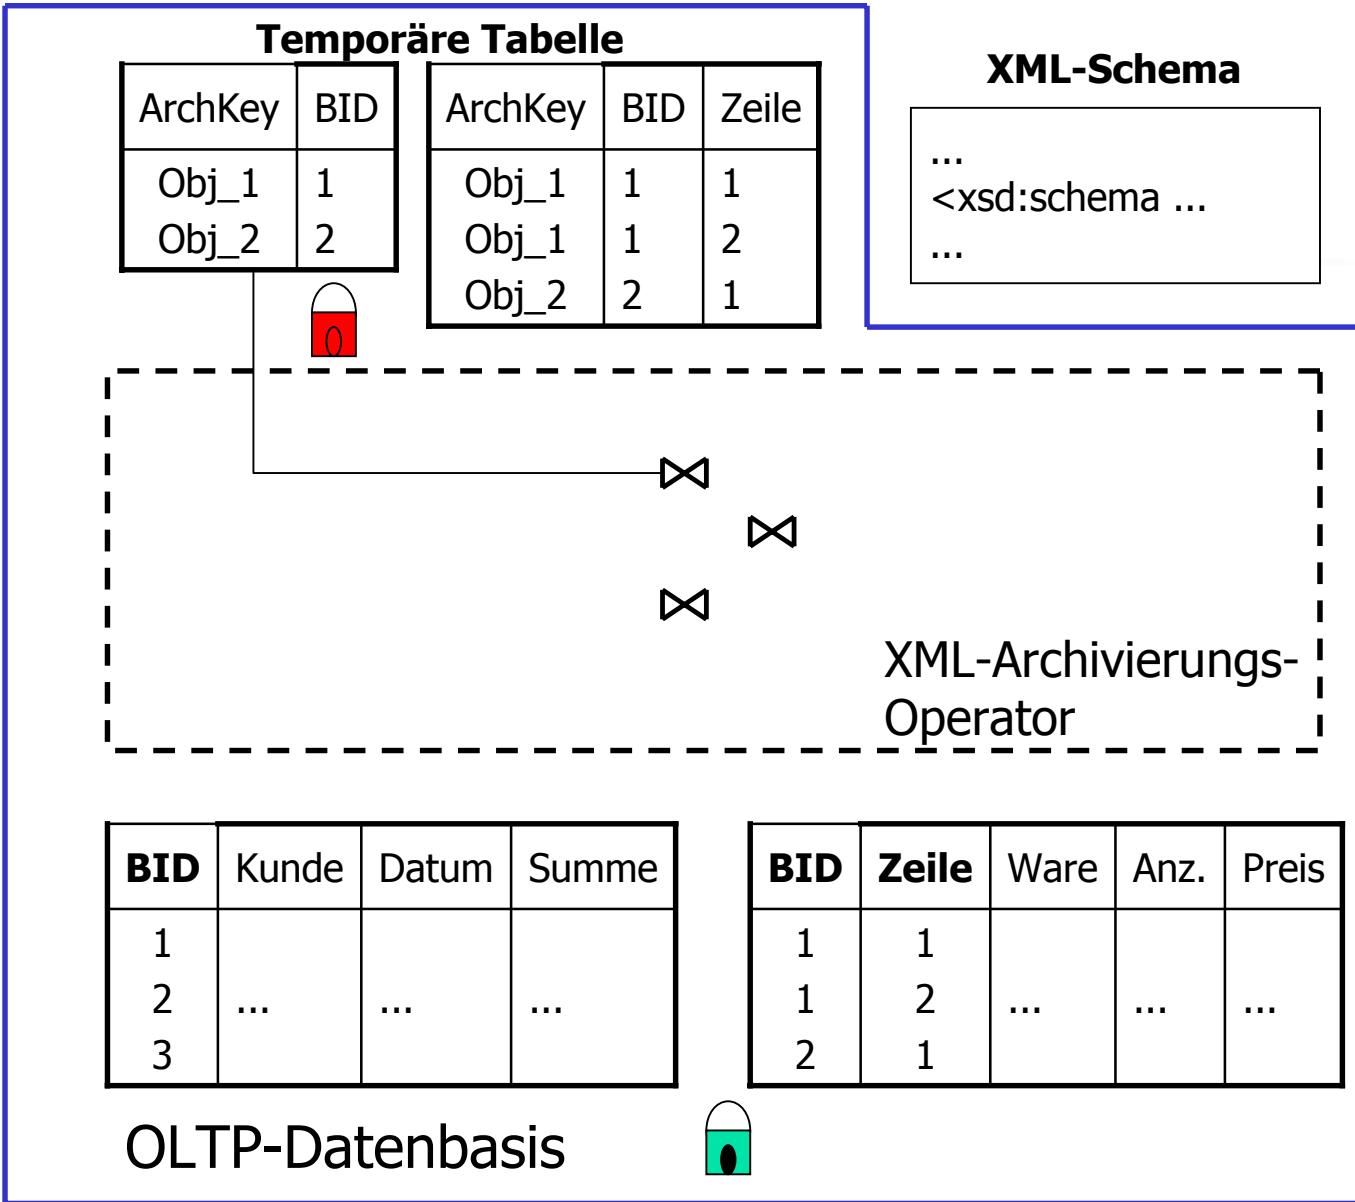 Temporäre Tabelle
ArchKey BID
Obj_1 1
Obj_2 2
ArchKey BID Zeile
Obj_1 1 1
Obj_1 1 2
Obj_2 2 1
XML-Schema
...
<xsd:schema ...
...
XML-Archivierungs-
Operator
BID Kunde Datum Summe
1
2 ... ... ...
3
BID Zeile Ware Anz. Preis
1 1
1 2 ... ... ...
2 1
OLTP-Datenbasis